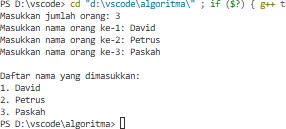 PS D:\vscode> cd "d:\vscode\algoritma\" ; if ($?) { g++ t
Masukkan jumlah orang: 3
Masukkan nama orang ke-1: David
Masukkan nama orang ke-2: Petrus
Masukkan nama orang ke-3: Paskah

Daftar nama yang dimasukkan:
1. David
2. Petrus
3. Paskah
PS D:\vscode\algoritma>